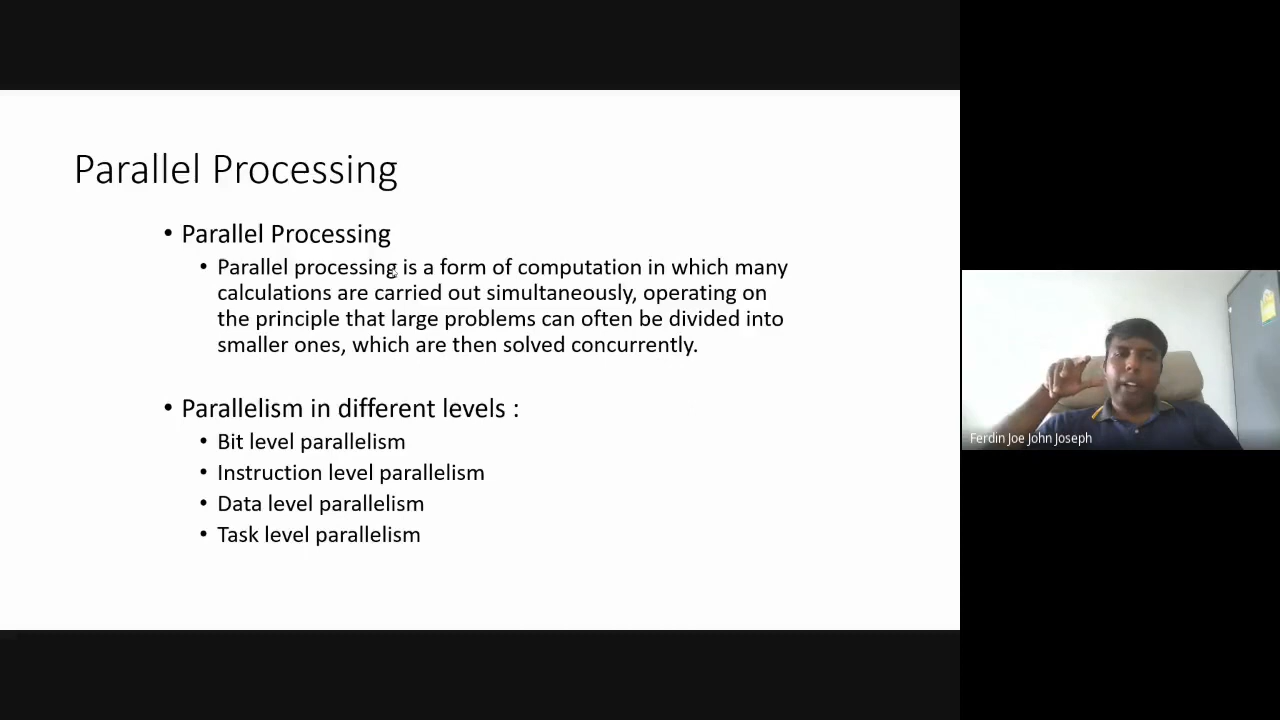 Parallel Processing
• Parallel Processing
• Parallel processing is a form of computation in which many
calculations are carried out simultaneously, operating on
the principle that large problems can often be divided into
smaller ones, which are then solved concurrently.
• Parallelism in different levels :
• Bit level parallelism
• Instruction level parallelism
• Data level parallelism
• Task level parallelism
Ferdin Joe John Joseph